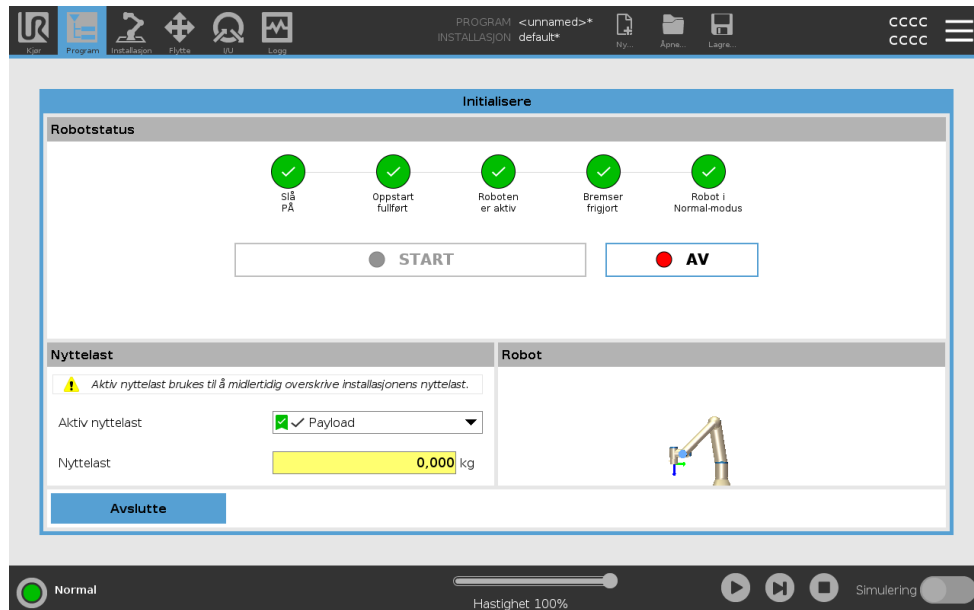 PROGRAM <unnamed>*
INSTALLASJON default*
CCCC
CCCC
Kjør
Program
Installasjon
Flytte
I/U
Logg
Ny...
Åpne...
Lagre...
Initialisere
Robotstatus
Slå
PÅ
Oppstart
fullført
Roboten
er aktiv
Bremser
frigjort
Robot i
Normal-modus
START
AV
Nyttelast
Aktiv nyttelast brukes til å midlertidig overskrive installasjonens nyttelast.
Aktiv nyttelast
Payload
Nyttelast
0,000 kg
Robot
Avslutte
Normal
Hastighet 100%
Simulering